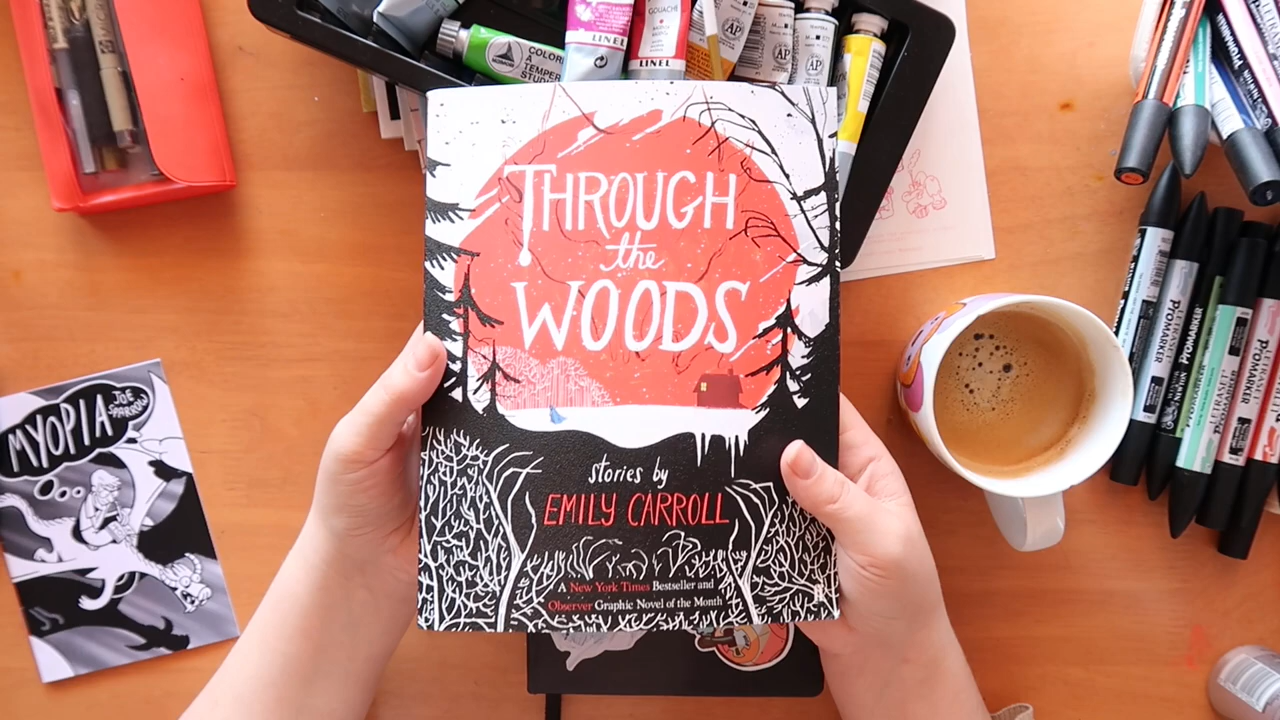 THROUGH
the
WOODS
stories by
EMILY CARROLL
A New York Times Bestseller and
Observer Graphic Novel of the Month
MYOPIA
JOE
SPARROW
GOUACHE
LINEL
LINEL
AP
AP
PROMARKER
PROMARKER
PROMARKER